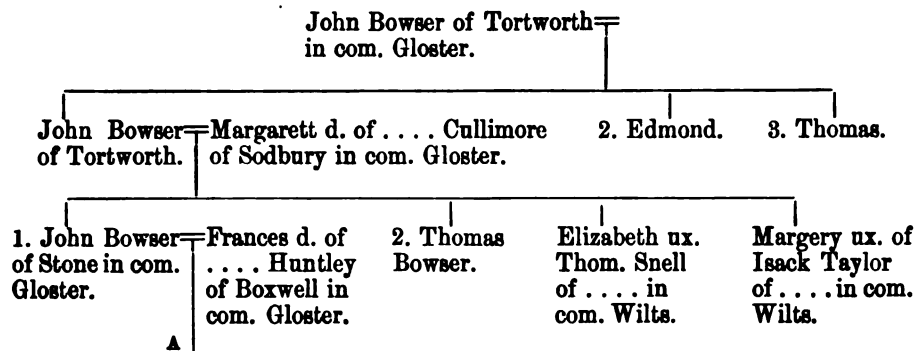 John Bowser of Tortworth
in com. Gloster.
John Bowser
of Tortworth.
Margarett d. of . . . . Cullimore
of Sodbury in com. Gloster.
2. Edmond.
3. Thomas.
1. John Bowser
of Stone in com.
Gloster.
Frances d. of
. . . . Huntley
of Boxwell in
com. Gloster.
2. Thomas
Bowser.
Elizabeth ux.
Thom. Snell
of . . . . in
com. Wilts.
Margery ux. of
Isack Taylor
of . . . . in com.
Wilts.
A